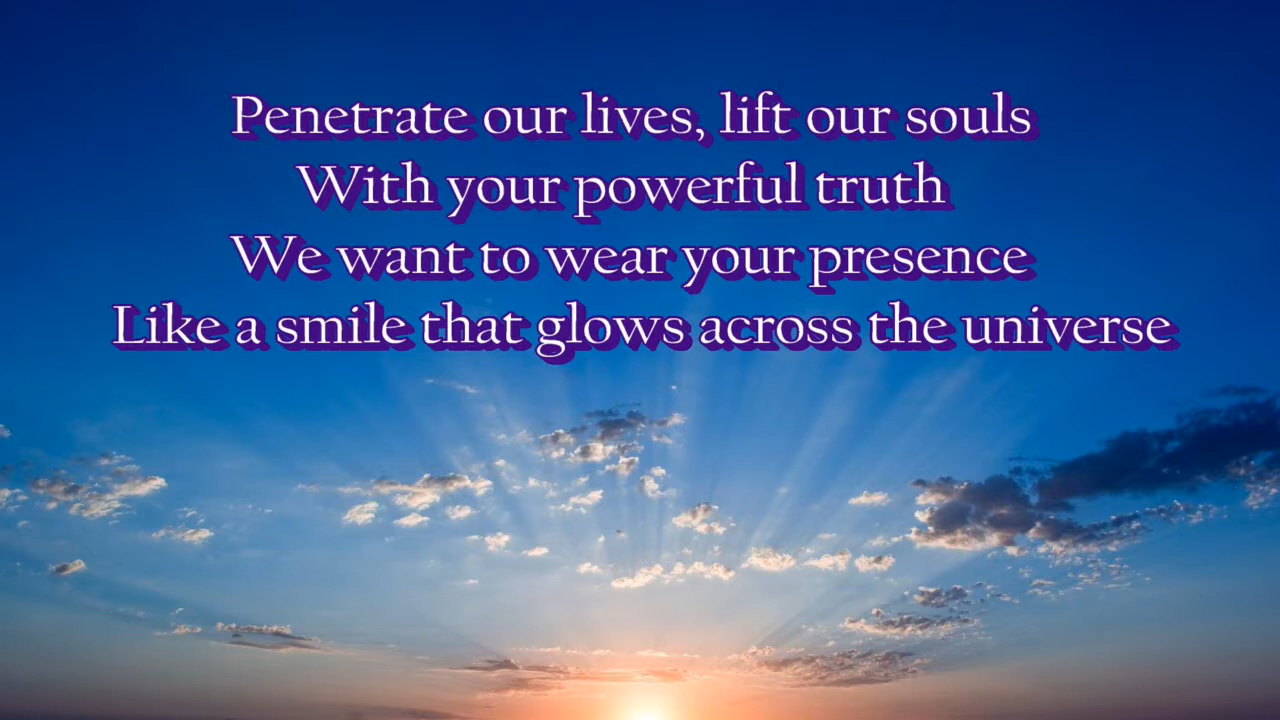 Penetrate our lives, lift our souls
With your powerful truth
We want to wear your presence
Like a smile that glows across the universe